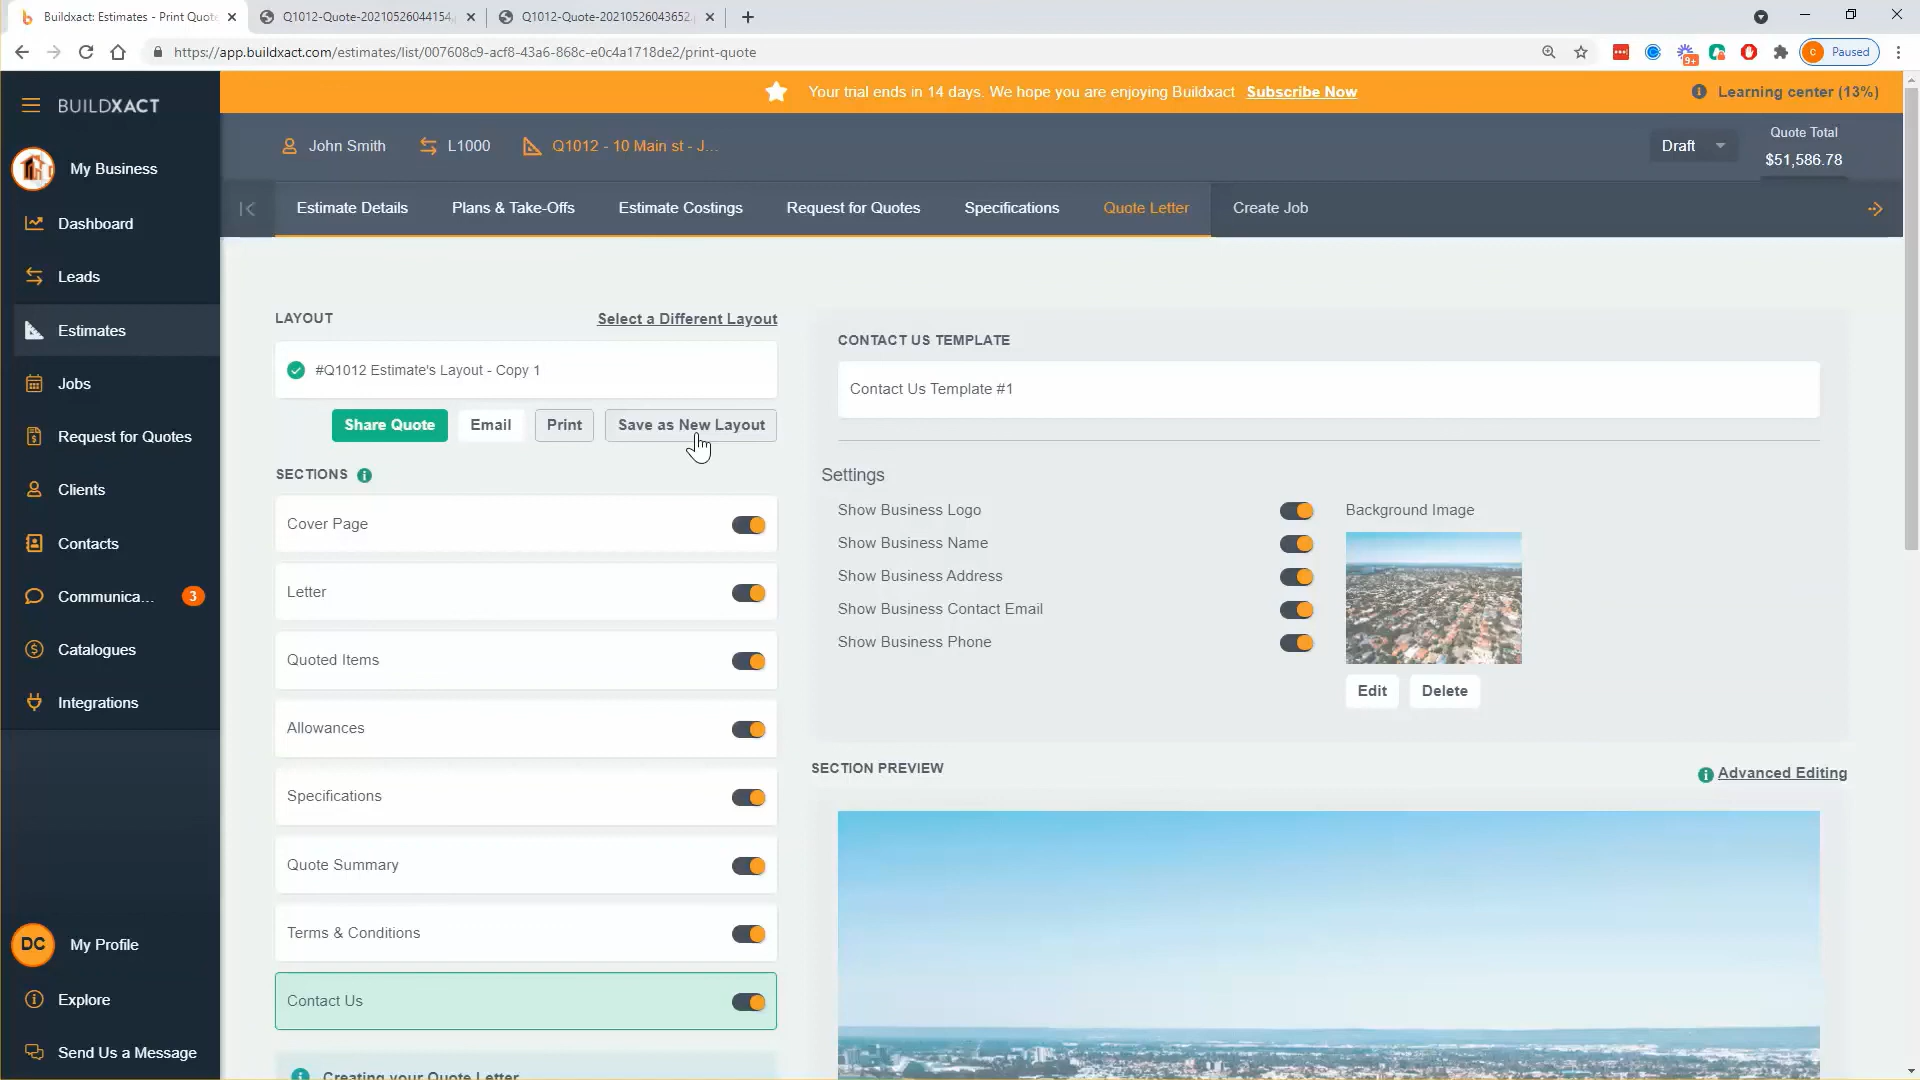 Buildxact: Estimates - Print Quot
Q1012-Quote-20210526044154.
Q1012-Quote-20210526043652.
https://app.buildxact.com/estimates/list/007608c9-acf8-43a6-868c-e0c4a1718de2/print-quote
9+
C
Paused
BUILDXACT
Your trial ends in 14 days. We hope you are enjoying Buildxact Subscribe Now
Learning center (13%)
John Smith
L1000
Q1012 - 10 Main st - J...
Draft
Quote Total
$51,586.78
Estimate Details
Plans & Take-Offs
Estimate Costings
Request for Quotes
Specifications
Quote Letter
Create Job
My Business
Dashboard
Leads
Estimates
Jobs
Request for Quotes
Clients
Contacts
Communica...
3
Catalogues
Integrations
DC
My Profile
Explore
Send Us a Message
LAYOUT
Select a Different Layout
#Q1012 Estimate's Layout - Copy 1
Share Quote
Email
Print
Save as New Layout
SECTIONS
Cover Page
Letter
Quoted Items
Allowances
Specifications
Quote Summary
Terms & Conditions
Contact Us
Creating your Quote Letter
CONTACT US TEMPLATE
Contact Us Template #1
Settings
Show Business Logo
Show Business Name
Show Business Address
Show Business Contact Email
Show Business Phone
Background Image
Edit
Delete
SECTION PREVIEW
Advanced Editing